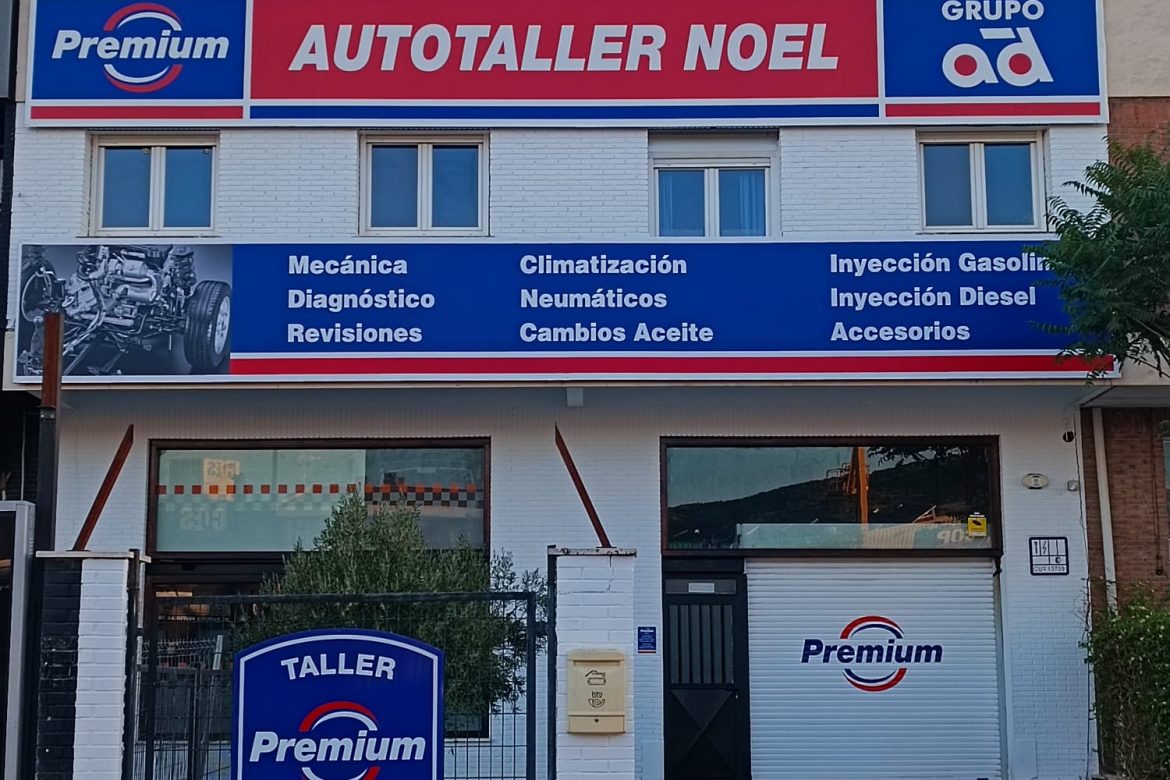 Premium
AUTOTALLER NOEL
GRUPO
ad
Mecánica
Diagnóstico
Revisiones
Climatización
Neumáticos
Cambios Aceite
Inyección Gasolin
Inyección Diesel
Accesorios
Premium
TALLER
Premium